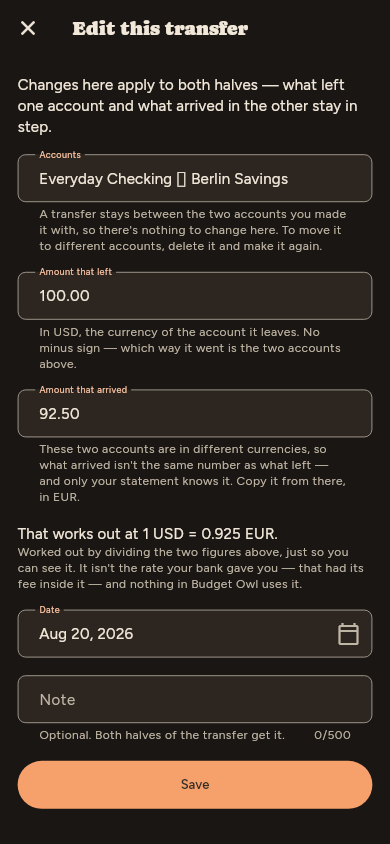 Edit this transfer
Changes here apply to both halves — what left
one account and what arrived in the other stay in
step.
Accounts
Everyday Checking ▯ Berlin Savings
A transfer stays between the two accounts you made
it with, so there's nothing to change here. To move it
to different accounts, delete it and make it again.
Amount that left
100.00
In USD, the currency of the account it leaves. No
minus sign — which way it went is the two accounts
above.
Amount that arrived
92.50
These two accounts are in different currencies, so
what arrived isn't the same number as what left —
and only your statement knows it. Copy it from there,
in EUR.
That works out at 1 USD = 0.925 EUR.
Worked out by dividing the two figures above, just so you
can see it. It isn't the rate your bank gave you — that had its
fee inside it — and nothing in Budget Owl uses it.
Date
Aug 20, 2026
Note
Optional. Both halves of the transfer get it. 0/500
Save